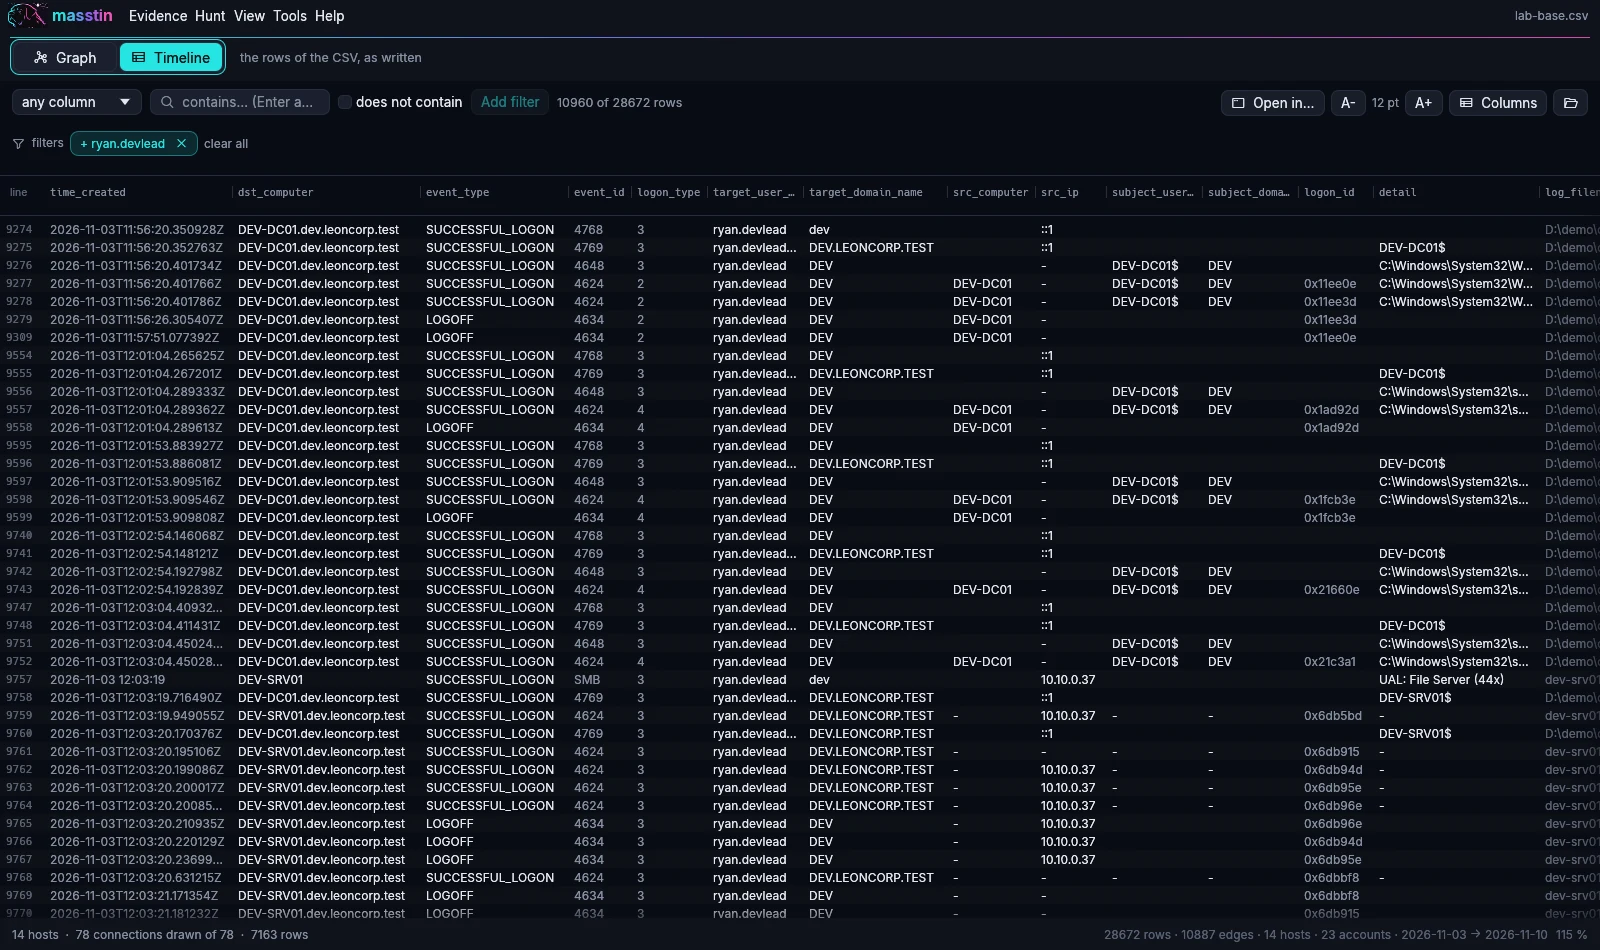 masstin Evidence Hunt View Tools Help lab-base.csv
Graph Timeline the rows of the CSV, as written
any column contains... (Enter a... does not contain Add filter 10960 of 28672 rows Open in... A- 12 pt A+ Columns
filters + ryan.devlead × clear all
line time_created dst_computer event_type event_id logon_type target_user_... target_domain_name src_computer src_ip subject_user... subject_doma... logon_id detail log_filen
9274 2026-11-03T11:56:20.350928Z DEV-DC01.dev.leoncorp.test SUCCESSFUL_LOGON 4768 3 ryan.devlead dev ::1 D:\demo\
9275 2026-11-03T11:56:20.352763Z DEV-DC01.dev.leoncorp.test SUCCESSFUL_LOGON 4769 3 ryan.devlead... DEV.LEONCORP.TEST ::1 DEV-DC01$ D:\demo\
9276 2026-11-03T11:56:20.401734Z DEV-DC01.dev.leoncorp.test SUCCESSFUL_LOGON 4648 3 ryan.devlead DEV - DEV-DC01$ DEV C:\Windows\System32\W... D:\demo\
9277 2026-11-03T11:56:20.401766Z DEV-DC01.dev.leoncorp.test SUCCESSFUL_LOGON 4624 2 ryan.devlead DEV DEV-DC01 - DEV-DC01$ DEV 0x11ee0e C:\Windows\System32\W... D:\demo\
9278 2026-11-03T11:56:20.401786Z DEV-DC01.dev.leoncorp.test SUCCESSFUL_LOGON 4624 2 ryan.devlead DEV DEV-DC01 - DEV-DC01$ DEV 0x11ee3d C:\Windows\System32\W... D:\demo\
9279 2026-11-03T11:56:26.305407Z DEV-DC01.dev.leoncorp.test LOGOFF 4634 2 ryan.devlead DEV DEV-DC01 - 0x11ee3d D:\demo\
9309 2026-11-03T11:57:51.077392Z DEV-DC01.dev.leoncorp.test LOGOFF 4634 2 ryan.devlead DEV DEV-DC01 - 0x11ee0e D:\demo\
9554 2026-11-03T12:01:04.265625Z DEV-DC01.dev.leoncorp.test SUCCESSFUL_LOGON 4768 3 ryan.devlead DEV ::1 D:\demo\
9555 2026-11-03T12:01:04.267201Z DEV-DC01.dev.leoncorp.test SUCCESSFUL_LOGON 4769 3 ryan.devlead... DEV.LEONCORP.TEST ::1 DEV-DC01$ D:\demo\
9556 2026-11-03T12:01:04.289333Z DEV-DC01.dev.leoncorp.test SUCCESSFUL_LOGON 4648 3 ryan.devlead DEV - DEV-DC01$ DEV C:\Windows\System32\s... D:\demo\
9557 2026-11-03T12:01:04.289362Z DEV-DC01.dev.leoncorp.test SUCCESSFUL_LOGON 4624 4 ryan.devlead DEV DEV-DC01 - DEV-DC01$ DEV 0x1ad92d C:\Windows\System32\s... D:\demo\
9558 2026-11-03T12:01:04.289613Z DEV-DC01.dev.leoncorp.test LOGOFF 4634 4 ryan.devlead DEV DEV-DC01 - 0x1ad92d D:\demo\
9595 2026-11-03T12:01:53.883927Z DEV-DC01.dev.leoncorp.test SUCCESSFUL_LOGON 4768 3 ryan.devlead DEV ::1 D:\demo\
9596 2026-11-03T12:01:53.886081Z DEV-DC01.dev.leoncorp.test SUCCESSFUL_LOGON 4769 3 ryan.devlead... DEV.LEONCORP.TEST ::1 DEV-DC01$ D:\demo\
9597 2026-11-03T12:01:53.909516Z DEV-DC01.dev.leoncorp.test SUCCESSFUL_LOGON 4648 3 ryan.devlead DEV - DEV-DC01$ DEV C:\Windows\System32\s... D:\demo\
9598 2026-11-03T12:01:53.909546Z DEV-DC01.dev.leoncorp.test SUCCESSFUL_LOGON 4624 4 ryan.devlead DEV DEV-DC01 - DEV-DC01$ DEV 0x1fcb3e C:\Windows\System32\s... D:\demo\
9599 2026-11-03T12:01:53.909808Z DEV-DC01.dev.leoncorp.test LOGOFF 4634 4 ryan.devlead DEV DEV-DC01 - 0x1fcb3e D:\demo\
9740 2026-11-03T12:02:54.146068Z DEV-DC01.dev.leoncorp.test SUCCESSFUL_LOGON 4768 3 ryan.devlead DEV ::1 D:\demo\
9741 2026-11-03T12:02:54.148121Z DEV-DC01.dev.leoncorp.test SUCCESSFUL_LOGON 4769 3 ryan.devlead... DEV.LEONCORP.TEST ::1 DEV-DC01$ D:\demo\
9742 2026-11-03T12:02:54.192798Z DEV-DC01.dev.leoncorp.test SUCCESSFUL_LOGON 4648 3 ryan.devlead DEV - DEV-DC01$ DEV C:\Windows\System32\s... D:\demo\
9743 2026-11-03T12:02:54.192839Z DEV-DC01.dev.leoncorp.test SUCCESSFUL_LOGON 4624 4 ryan.devlead DEV DEV-DC01 - DEV-DC01$ DEV 0x21660e C:\Windows\System32\s... D:\demo\
9747 2026-11-03T12:03:04.40932... DEV-DC01.dev.leoncorp.test SUCCESSFUL_LOGON 4768 3 ryan.devlead DEV ::1 D:\demo\
9748 2026-11-03T12:03:04.411431Z DEV-DC01.dev.leoncorp.test SUCCESSFUL_LOGON 4769 3 ryan.devlead... DEV.LEONCORP.TEST ::1 DEV-DC01$ D:\demo\
9751 2026-11-03T12:03:04.45024... DEV-DC01.dev.leoncorp.test SUCCESSFUL_LOGON 4648 3 ryan.devlead DEV - DEV-DC01$ DEV C:\Windows\System32\s... D:\demo\
9752 2026-11-03T12:03:04.45028... DEV-DC01.dev.leoncorp.test SUCCESSFUL_LOGON 4624 4 ryan.devlead DEV DEV-DC01 - DEV-DC01$ DEV 0x21c3a1 C:\Windows\System32\s... D:\demo\
9757 2026-11-03 12:03:19 DEV-SRV01 SUCCESSFUL_LOGON SMB 3 ryan.devlead dev 10.10.0.37 UAL: File Server (44x) dev-srv01
9758 2026-11-03T12:03:19.716490Z DEV-DC01.dev.leoncorp.test SUCCESSFUL_LOGON 4769 3 ryan.devlead... DEV.LEONCORP.TEST ::1 DEV-SRV01$ D:\demo\
9759 2026-11-03T12:03:19.949055Z DEV-SRV01.dev.leoncorp.test SUCCESSFUL_LOGON 4624 3 ryan.devlead DEV.LEONCORP.TEST - 10.10.0.37 - - 0x6db5bd - dev-srv01
9760 2026-11-03T12:03:20.170376Z DEV-DC01.dev.leoncorp.test SUCCESSFUL_LOGON 4769 3 ryan.devlead... DEV.LEONCORP.TEST ::1 DEV-SRV01$ D:\demo\
9761 2026-11-03T12:03:20.195106Z DEV-SRV01.dev.leoncorp.test SUCCESSFUL_LOGON 4624 3 ryan.devlead DEV.LEONCORP.TEST - - - - 0x6db915 - dev-srv01
9762 2026-11-03T12:03:20.199086Z DEV-SRV01.dev.leoncorp.test SUCCESSFUL_LOGON 4624 3 ryan.devlead DEV.LEONCORP.TEST - 10.10.0.37 - - 0x6db94d - dev-srv01
9763 2026-11-03T12:03:20.200017Z DEV-SRV01.dev.leoncorp.test SUCCESSFUL_LOGON 4624 3 ryan.devlead DEV.LEONCORP.TEST - 10.10.0.37 - - 0x6db95e - dev-srv01
9764 2026-11-03T12:03:20.20085... DEV-SRV01.dev.leoncorp.test SUCCESSFUL_LOGON 4624 3 ryan.devlead DEV.LEONCORP.TEST - 10.10.0.37 - - 0x6db96e - dev-srv01
9765 2026-11-03T12:03:20.210935Z DEV-SRV01.dev.leoncorp.test LOGOFF 4634 3 ryan.devlead DEV - 10.10.0.37 0x6db96e dev-srv01
9766 2026-11-03T12:03:20.220129Z DEV-SRV01.dev.leoncorp.test LOGOFF 4634 3 ryan.devlead DEV - 10.10.0.37 0x6db94d dev-srv01
9767 2026-11-03T12:03:20.23699... DEV-SRV01.dev.leoncorp.test LOGOFF 4634 3 ryan.devlead DEV - 10.10.0.37 0x6db95e dev-srv01
9768 2026-11-03T12:03:20.631215Z DEV-SRV01.dev.leoncorp.test SUCCESSFUL_LOGON 4624 3 ryan.devlead DEV.LEONCORP.TEST - - - - 0x6dbbf8 - dev-srv01
9769 2026-11-03T12:03:21.171354Z DEV-SRV01.dev.leoncorp.test LOGOFF 4634 3 ryan.devlead DEV - - 0x6dbbf8 dev-srv01
9770 2026-11-03T12:03:21.181232Z DEV-SRV01.dev.leoncorp.test LOGOFF 4634 3 ryan.devlead DEV - - 0x6db915 dev-srv01
14 hosts · 78 connections drawn of 78 · 7163 rows 28672 rows · 10887 edges · 14 hosts · 23 accounts · 2026-11-03 → 2026-11-10 115 %